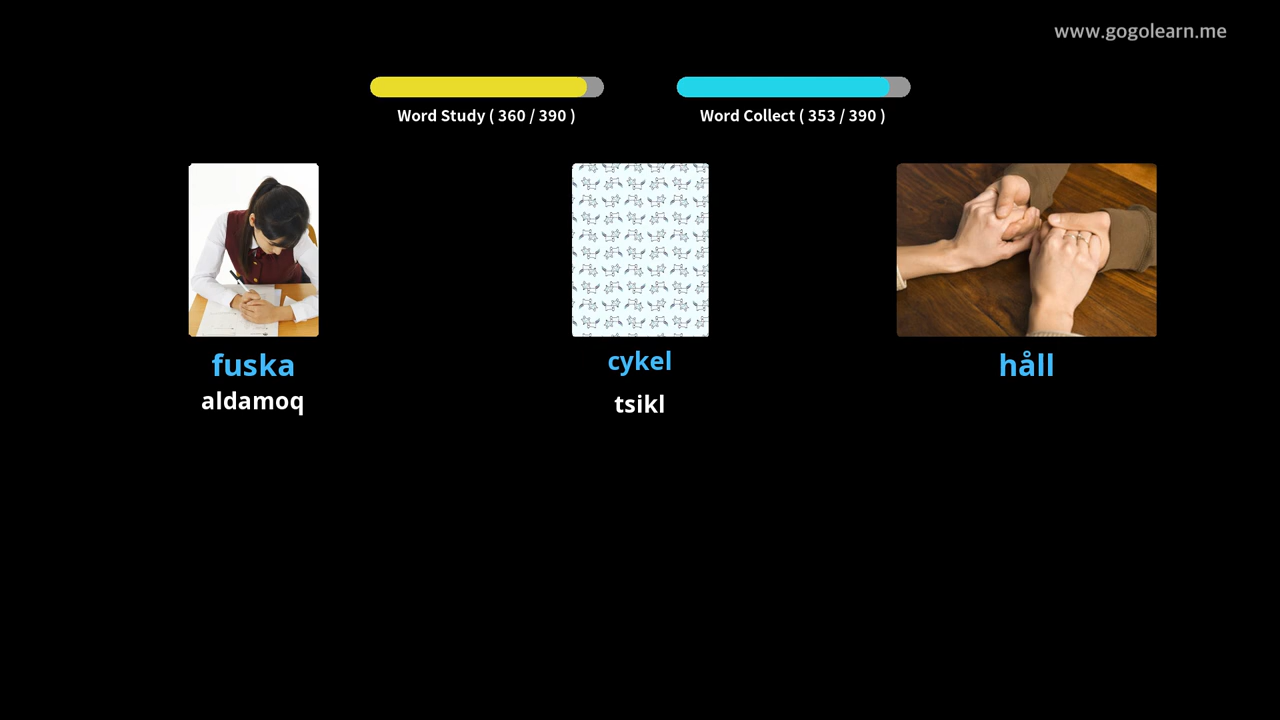 www.gogolearn.me
Word Study ( 360 / 390 )
Word Collect ( 353 / 390 )
fuska
cykel
håll
aldamoq
tsikl